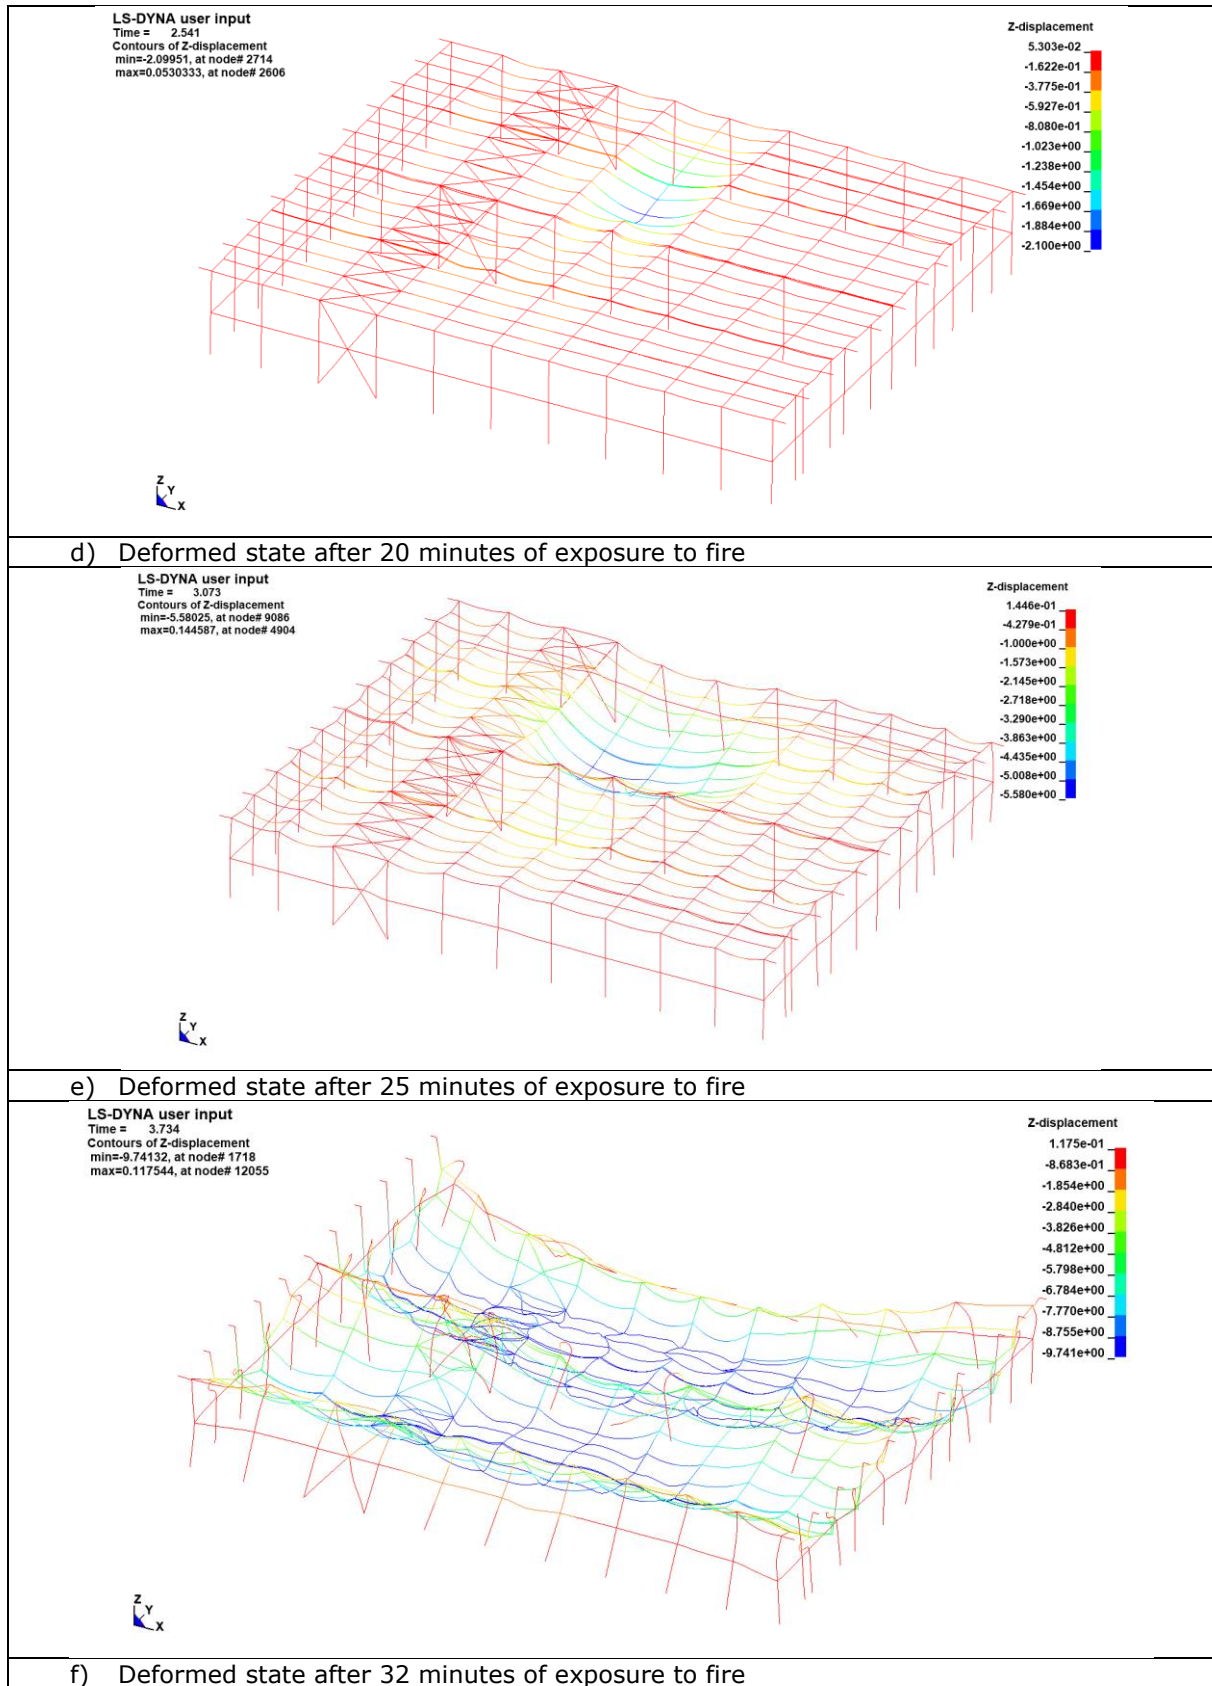 LS-DYNA user input
Time =    2.541
Contours of Z-displacement
min=-2.09951, at node# 2714
max=0.0530333, at node# 2606
Z-displacement
5.303e-02
-1.622e-01
-3.775e-01
-5.927e-01
-8.080e-01
-1.023e+00
-1.238e+00
-1.454e+00
-1.669e+00
-1.884e+00
-2.100e+00
Z
Y
X
d) Deformed state after 20 minutes of exposure to fire
LS-DYNA user input
Time =    3.073
Contours of Z-displacement
min=-5.58025, at node# 9086
max=0.144587, at node# 4904
Z-displacement
1.446e-01
-4.279e-01
-1.000e+00
-1.573e+00
-2.145e+00
-2.718e+00
-3.290e+00
-3.863e+00
-4.435e+00
-5.008e+00
-5.580e+00
Z
Y
X
e) Deformed state after 25 minutes of exposure to fire
LS-DYNA user input
Time =    3.734
Contours of Z-displacement
min=-9.74132, at node# 1718
max=0.117544, at node# 12055
Z-displacement
1.175e-01
-8.683e-01
-1.854e+00
-2.840e+00
-3.826e+00
-4.812e+00
-5.798e+00
-6.784e+00
-7.770e+00
-8.755e+00
-9.741e+00
Z
Y
X
f) Deformed state after 32 minutes of exposure to fire